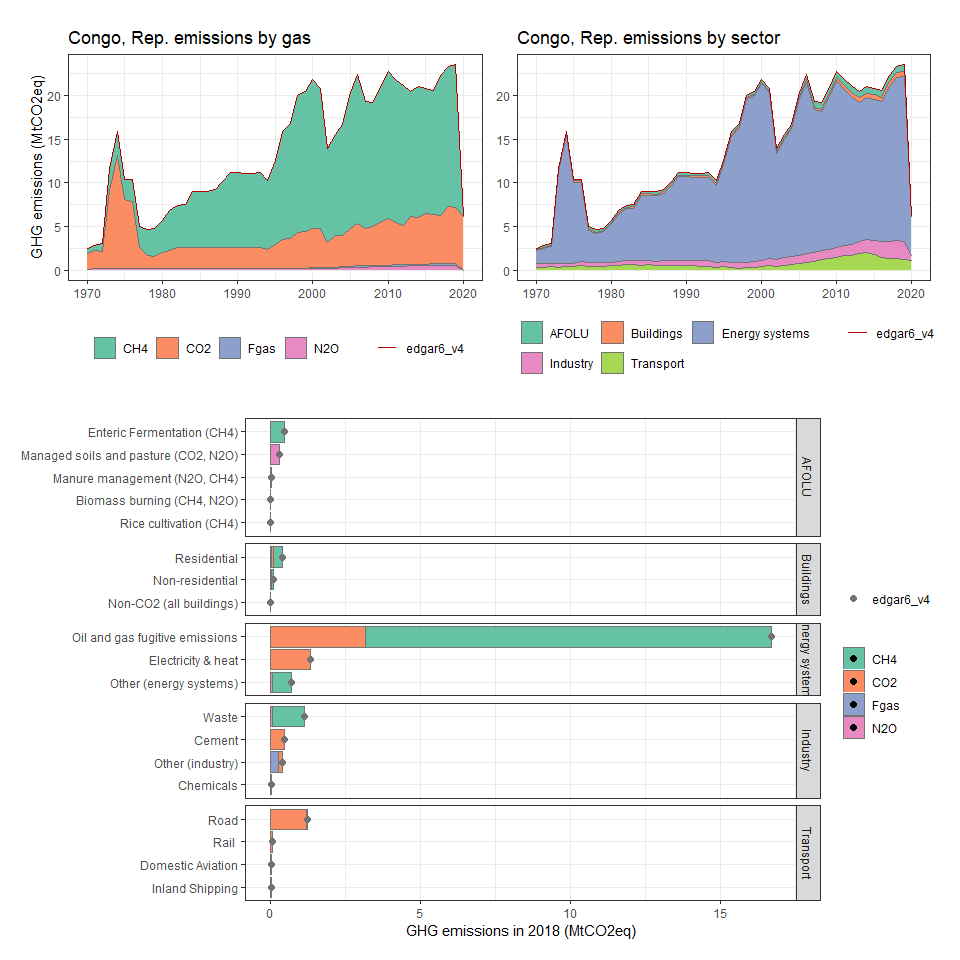 Congo, Rep. emissions by gas
GHG emissions (MtCO2eq)
20
15
10
5
0
1970 1980 1990 2000 2010 2020
CH4 CO2 Fgas N2O edgar6_v4
Congo, Rep. emissions by sector
20
15
10
5
0
1970 1980 1990 2000 2010 2020
AFOLU Buildings Energy systems edgar6_v4
Industry Transport
Enteric Fermentation (CH4)
Managed soils and pasture (CO2, N2O)
Manure management (N2O, CH4)
Biomass burning (CH4, N2O)
Rice cultivation (CH4)
AFOLU
Residential
Non-residential
Non-CO2 (all buildings)
Buildings
Oil and gas fugitive emissions
Electricity & heat
Other (energy systems)
nergy system
Waste
Cement
Other (industry)
Chemicals
Industry
Road
Rail
Domestic Aviation
Inland Shipping
Transport
0 5 10 15
GHG emissions in 2018 (MtCO2eq)
edgar6_v4
CH4
CO2
Fgas
N2O